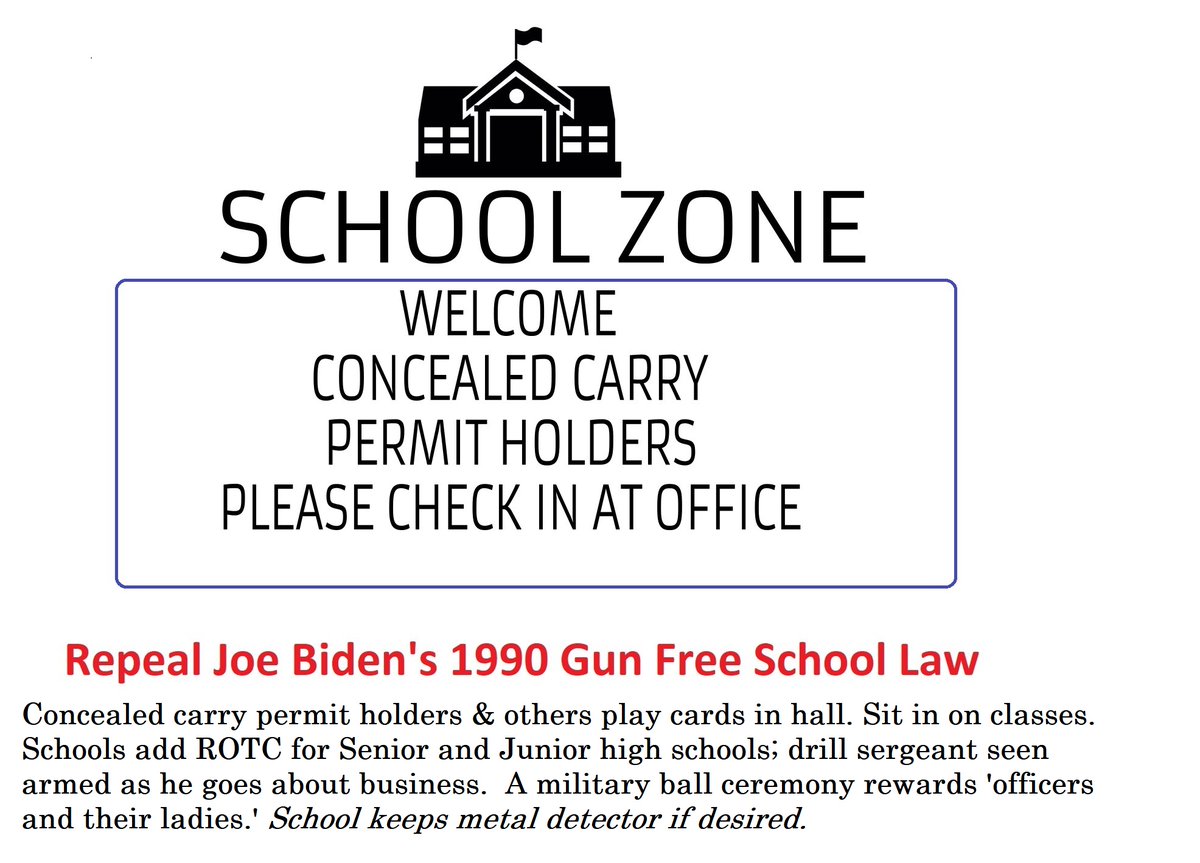 SCHOOL ZONE
WELCOME
CONCEALED CARRY
PERMIT HOLDERS
PLEASE CHECK IN AT OFFICE
Repeal Joe Biden's 1990 Gun Free School Law
Concealed carry permit holders & others play cards in hall. Sit in on classes.
Schools add ROTC for Senior and Junior high schools; drill sergeant seen
armed as he goes about business.  A military ball ceremony rewards 'officers
and their ladies.' School keeps metal detector if desired.